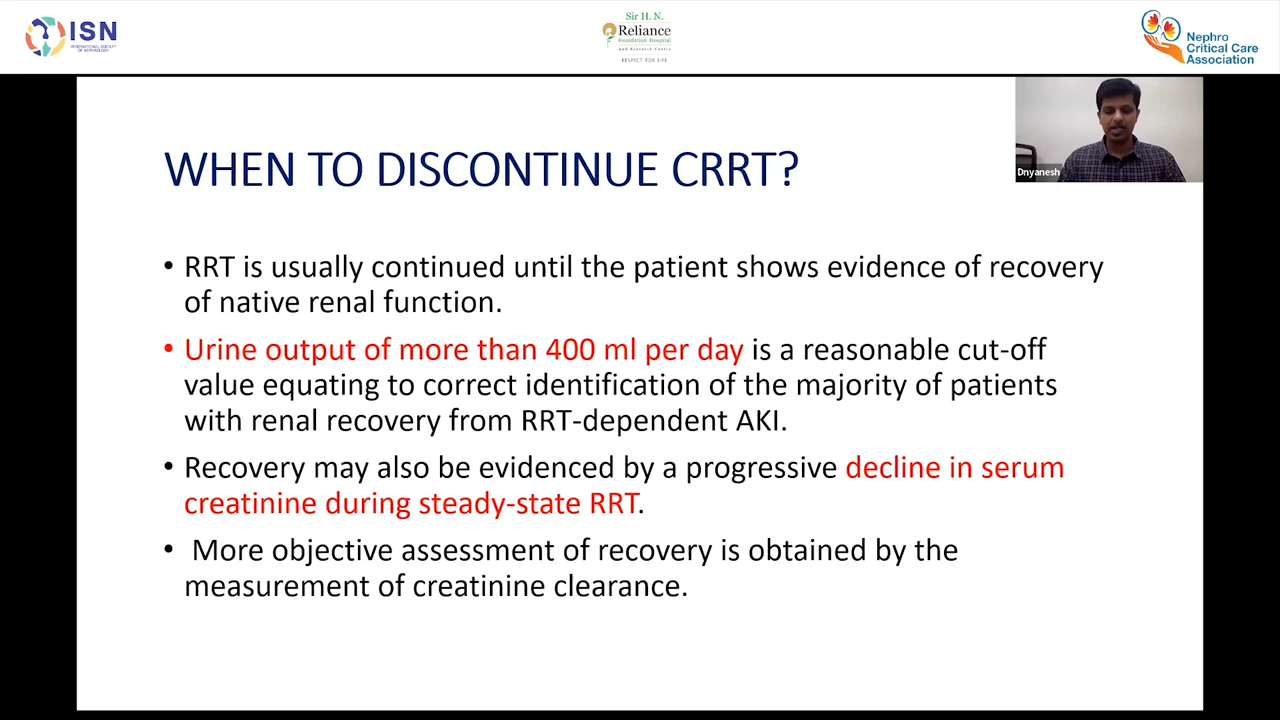 ISN
INTERNATIONAL SOCIETY
OF NEPHROLOGY
Sir H. N.
Reliance
Foundation Hospital
And Research Centre
RESPECT FOR LIFE
Nephro
Critical Care
Association
Dnyanesh
WHEN TO DISCONTINUE CRRT?
• RRT is usually continued until the patient shows evidence of recovery
of native renal function.
• Urine output of more than 400 ml per day is a reasonable cut-off
value equating to correct identification of the majority of patients
with renal recovery from RRT-dependent AKI.
• Recovery may also be evidenced by a progressive decline in serum
creatinine during steady-state RRT.
• More objective assessment of recovery is obtained by the
measurement of creatinine clearance.